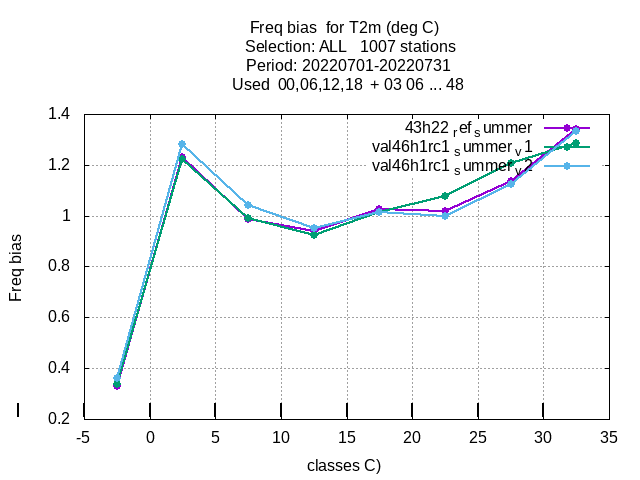 Freq bias for T2m (deg C)
Selection: ALL 1007 stations
Period: 20220701-20220731
Used 00,06,12,18 + 03 06 ... 48
43h22 ref summer
val46h1rc1 summer v1
val46h1rc1 summer v2
1.4
1.2
1
0.8
0.6
0.4
0.2
Freq bias
-5
0
5
10
15
20
25
30
35
classes C)